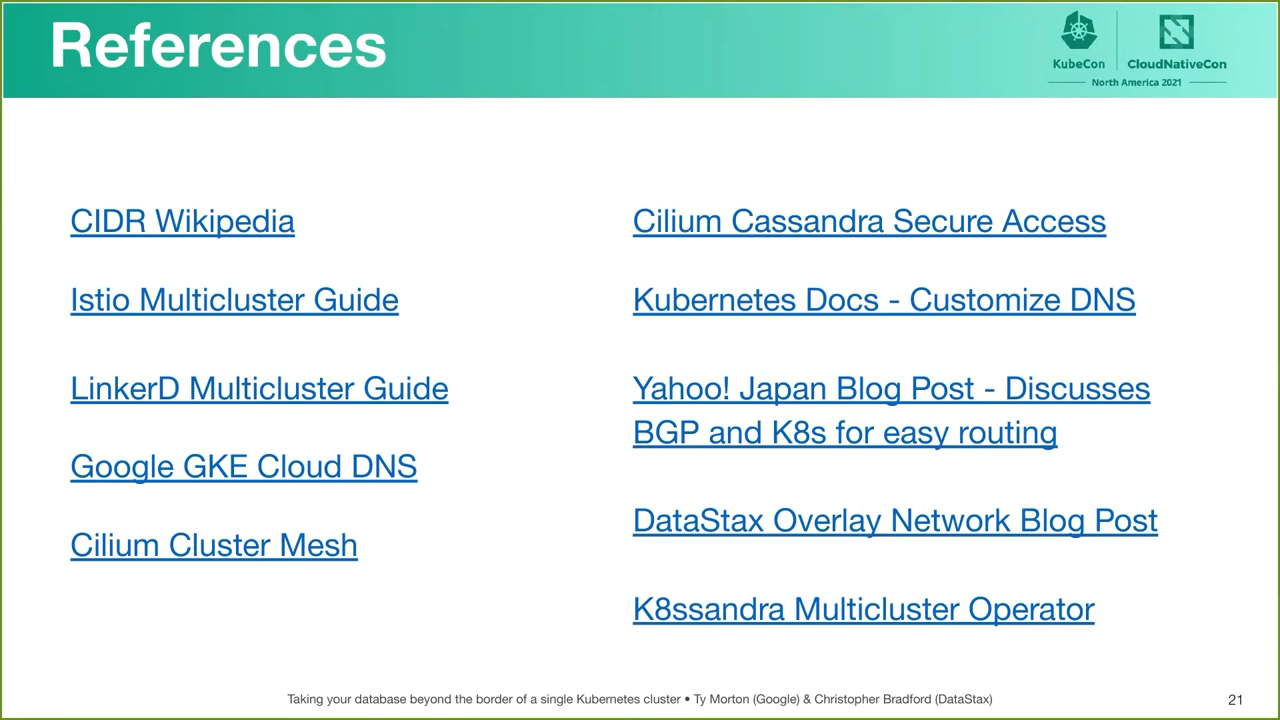 References
KubeCon
CloudNativeCon
North America 2021
CIDR Wikipedia
Istio Multicluster Guide
LinkerD Multicluster Guide
Google GKE Cloud DNS
Cilium Cluster Mesh
Cilium Cassandra Secure Access
Kubernetes Docs - Customize DNS
Yahoo! Japan Blog Post - Discusses
BGP and K8s for easy routing
DataStax Overlay Network Blog Post
K8ssandra Multicluster Operator
Taking your database beyond the border of a single Kubernetes cluster • Ty Morton (Google) & Christopher Bradford (DataStax)
21